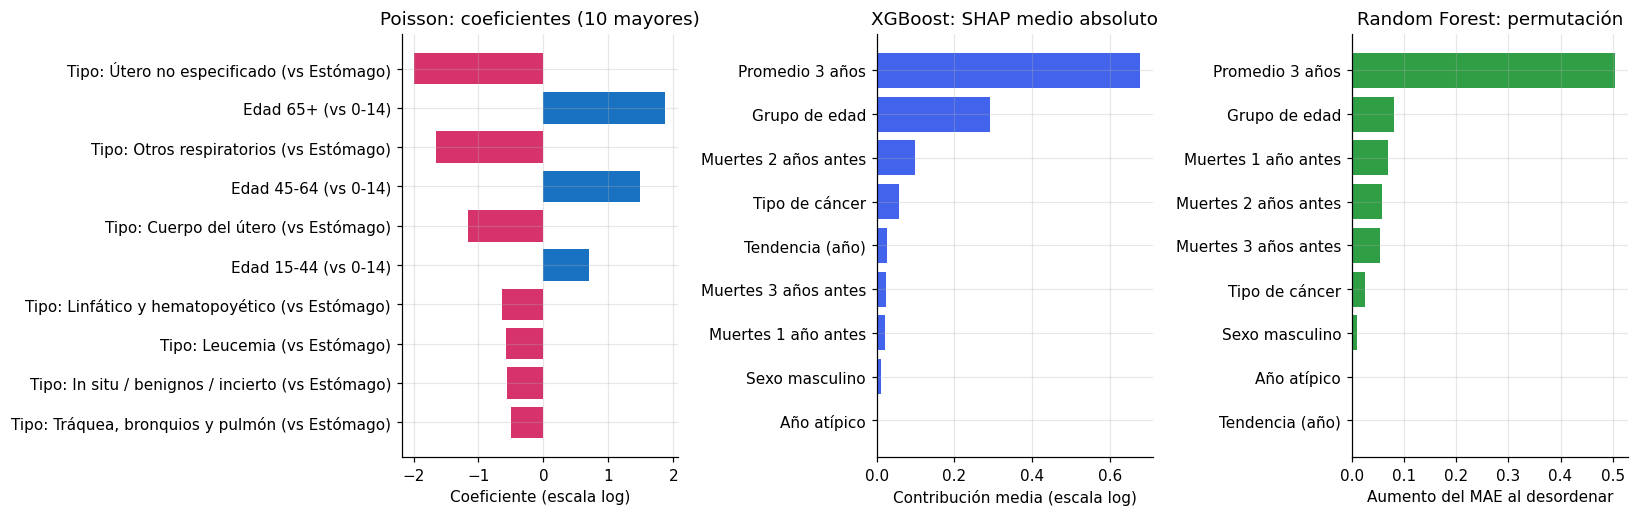 Poisson: coeficientes (10 mayores)
Tipo: Útero no especificado (vs Estómago)
Edad 65+ (vs 0-14)
Tipo: Otros respiratorios (vs Estómago)
Edad 45-64 (vs 0-14)
Tipo: Cuerpo del útero (vs Estómago)
Edad 15-44 (vs 0-14)
Tipo: Linfático y hematopoyético (vs Estómago)
Tipo: Leucemia (vs Estómago)
Tipo: In situ / benignos / incierto (vs Estómago)
Tipo: Tráquea, bronquios y pulmón (vs Estómago)
−2 −1 0 1 2
Coeficiente (escala log)
XGBoost: SHAP medio absoluto
Promedio 3 años
Grupo de edad
Muertes 2 años antes
Tipo de cáncer
Tendencia (año)
Muertes 3 años antes
Muertes 1 año antes
Sexo masculino
Año atípico
0.0 0.2 0.4 0.6
Contribución media (escala log)
Random Forest: permutación
Promedio 3 años
Grupo de edad
Muertes 1 año antes
Muertes 2 años antes
Muertes 3 años antes
Tipo de cáncer
Sexo masculino
Año atípico
Tendencia (año)
0.0 0.1 0.2 0.3 0.4 0.5
Aumento del MAE al desordenar